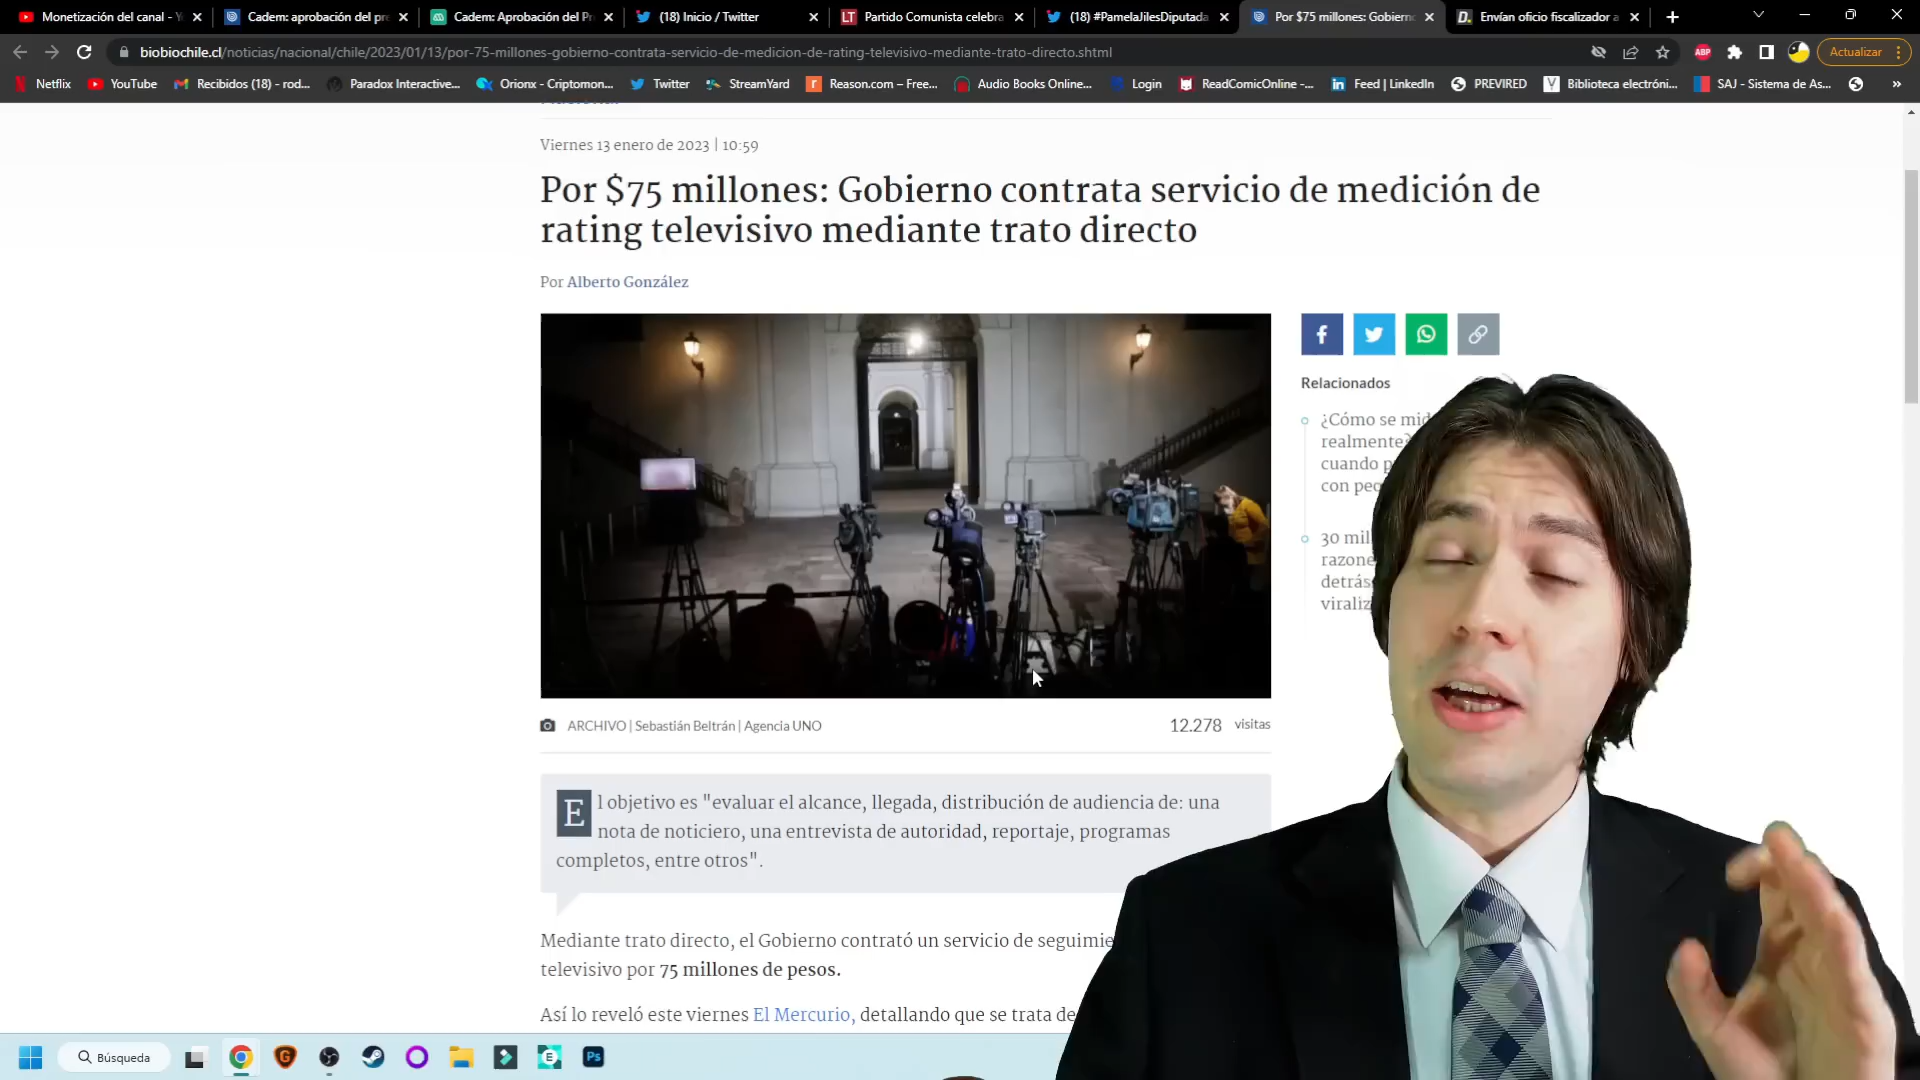 Monetización del canal - Y
Cadem: aprobación del pre
Cadem: Aprobación del Pr
(18) Inicio / Twitter
Partido Comunista celebra
(18) #PamelaJilesDiputada
Por $75 millones: Gobierno
Envían oficio fiscalizador a
biobiochile.cl/noticias/nacional/chile/2023/01/13/por-75-millones-gobierno-contrata-servicio-de-medicion-de-rating-televisivo-mediante-trato-directo.shtml
ABP
Actualizar
Netflix
YouTube
Recibidos (18) - rod...
Paradox Interactive...
Orionx - Criptomon...
Twitter
StreamYard
Reason.com – Free...
Audio Books Online...
Login
ReadComicOnline -...
Feed | LinkedIn
PREVIRED
Biblioteca electróni...
SAJ - Sistema de As...
Viernes 13 enero de 2023 | 10:59
Por $75 millones: Gobierno contrata servicio de medición de
rating televisivo mediante trato directo
Por Alberto González
Relacionados
¿Cómo se mid
realmente?
cuando p
con peq
30 mil
razone
detrás
viraliz
ARCHIVO | Sebastián Beltrán | Agencia UNO
12.278 visitas
El objetivo es "evaluar el alcance, llegada, distribución de audiencia de: una
nota de noticiero, una entrevista de autoridad, reportaje, programas
completos, entre otros".
Mediante trato directo, el Gobierno contrató un servicio de seguimie
televisivo por 75 millones de pesos.
Así lo reveló este viernes El Mercurio, detallando que se trata de
Búsqueda
Ps